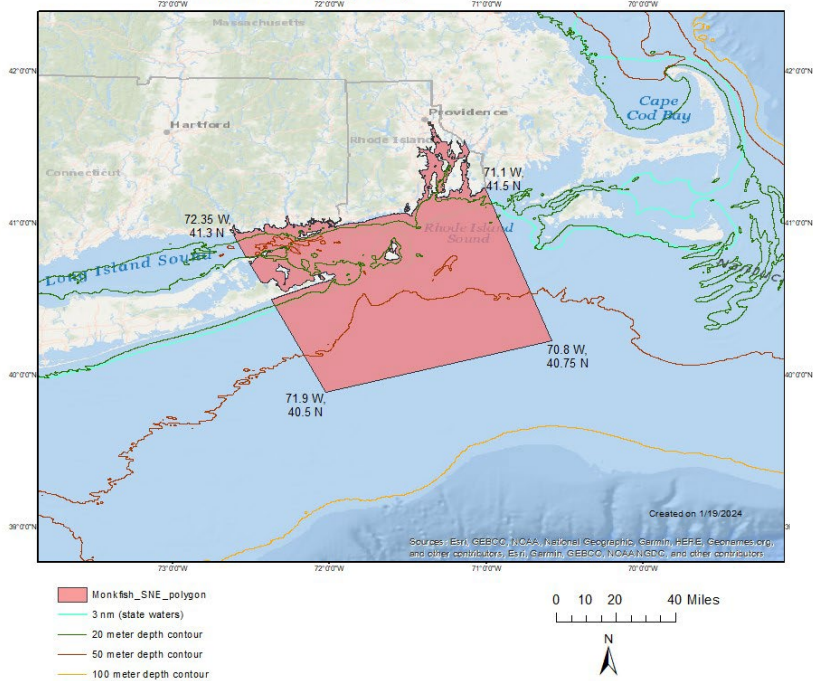 73°0'0"W 72°0'0"W 71°0'0"W 70°0'0"W
Massachusetts
42°0'0"N
42°0'0"N
Cape
Cod Bay
Providence
Hartford
Rhode Island
Connecticut
71.1 W,
41.5 N
72.35 W,
41.3 N
41°0'0"N
41°0'0"N
Rhode Island
Sound
Long Island Sound
70.8 W,
40.75 N
40°0'0"N
40°0'0"N
71.9 W,
40.5 N
Created on 1/19/2024
39°0'0"N
Sources: Esri, GEBCO, NOAA, National Geographic, Garmin, HERE, Geonames.org,
and other contributors, Esri, Garmin, GEBCO, NOAA NGDC, and other contributors
73°0'0"W 72°0'0"W 71°0'0"W 70°0'0"W
Monkfish_SNE_polygon
3 nm (state waters)
20 meter depth contour
50 meter depth contour
100 meter depth contour
0 10 20 40 Miles
N